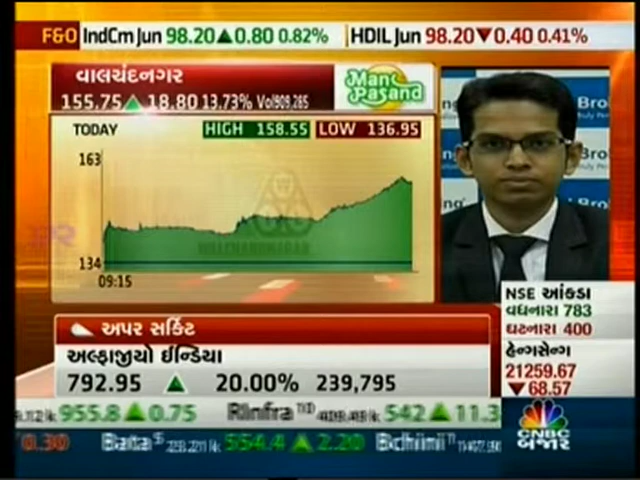 F&O IndCm Jun 98.20▲0.80 0.82% HDIL Jun 98.20▼0.40 0.41%
વાલચંદનગર
155.75 ▲ 18.80 13.73% Vol809,285
Man Pasand
TODAY HIGH 158.55 LOW 136.95
163
134
09:15
WALCHANDNAGAR
Bro
NSE આંકડા
વધનારા 783
ઘટનારા 400
હેન્ગસેન્ગ
21259.67
▼68.57
અપર સર્કિટ
અલ્ફાજીયો ઈન્ડિયા
792.95 ▲ 20.00% 239,795
955.8▲0.75 RInfra 542▲11.3
0.30 Bata 554.4▲2.20
CNBC
બજાર